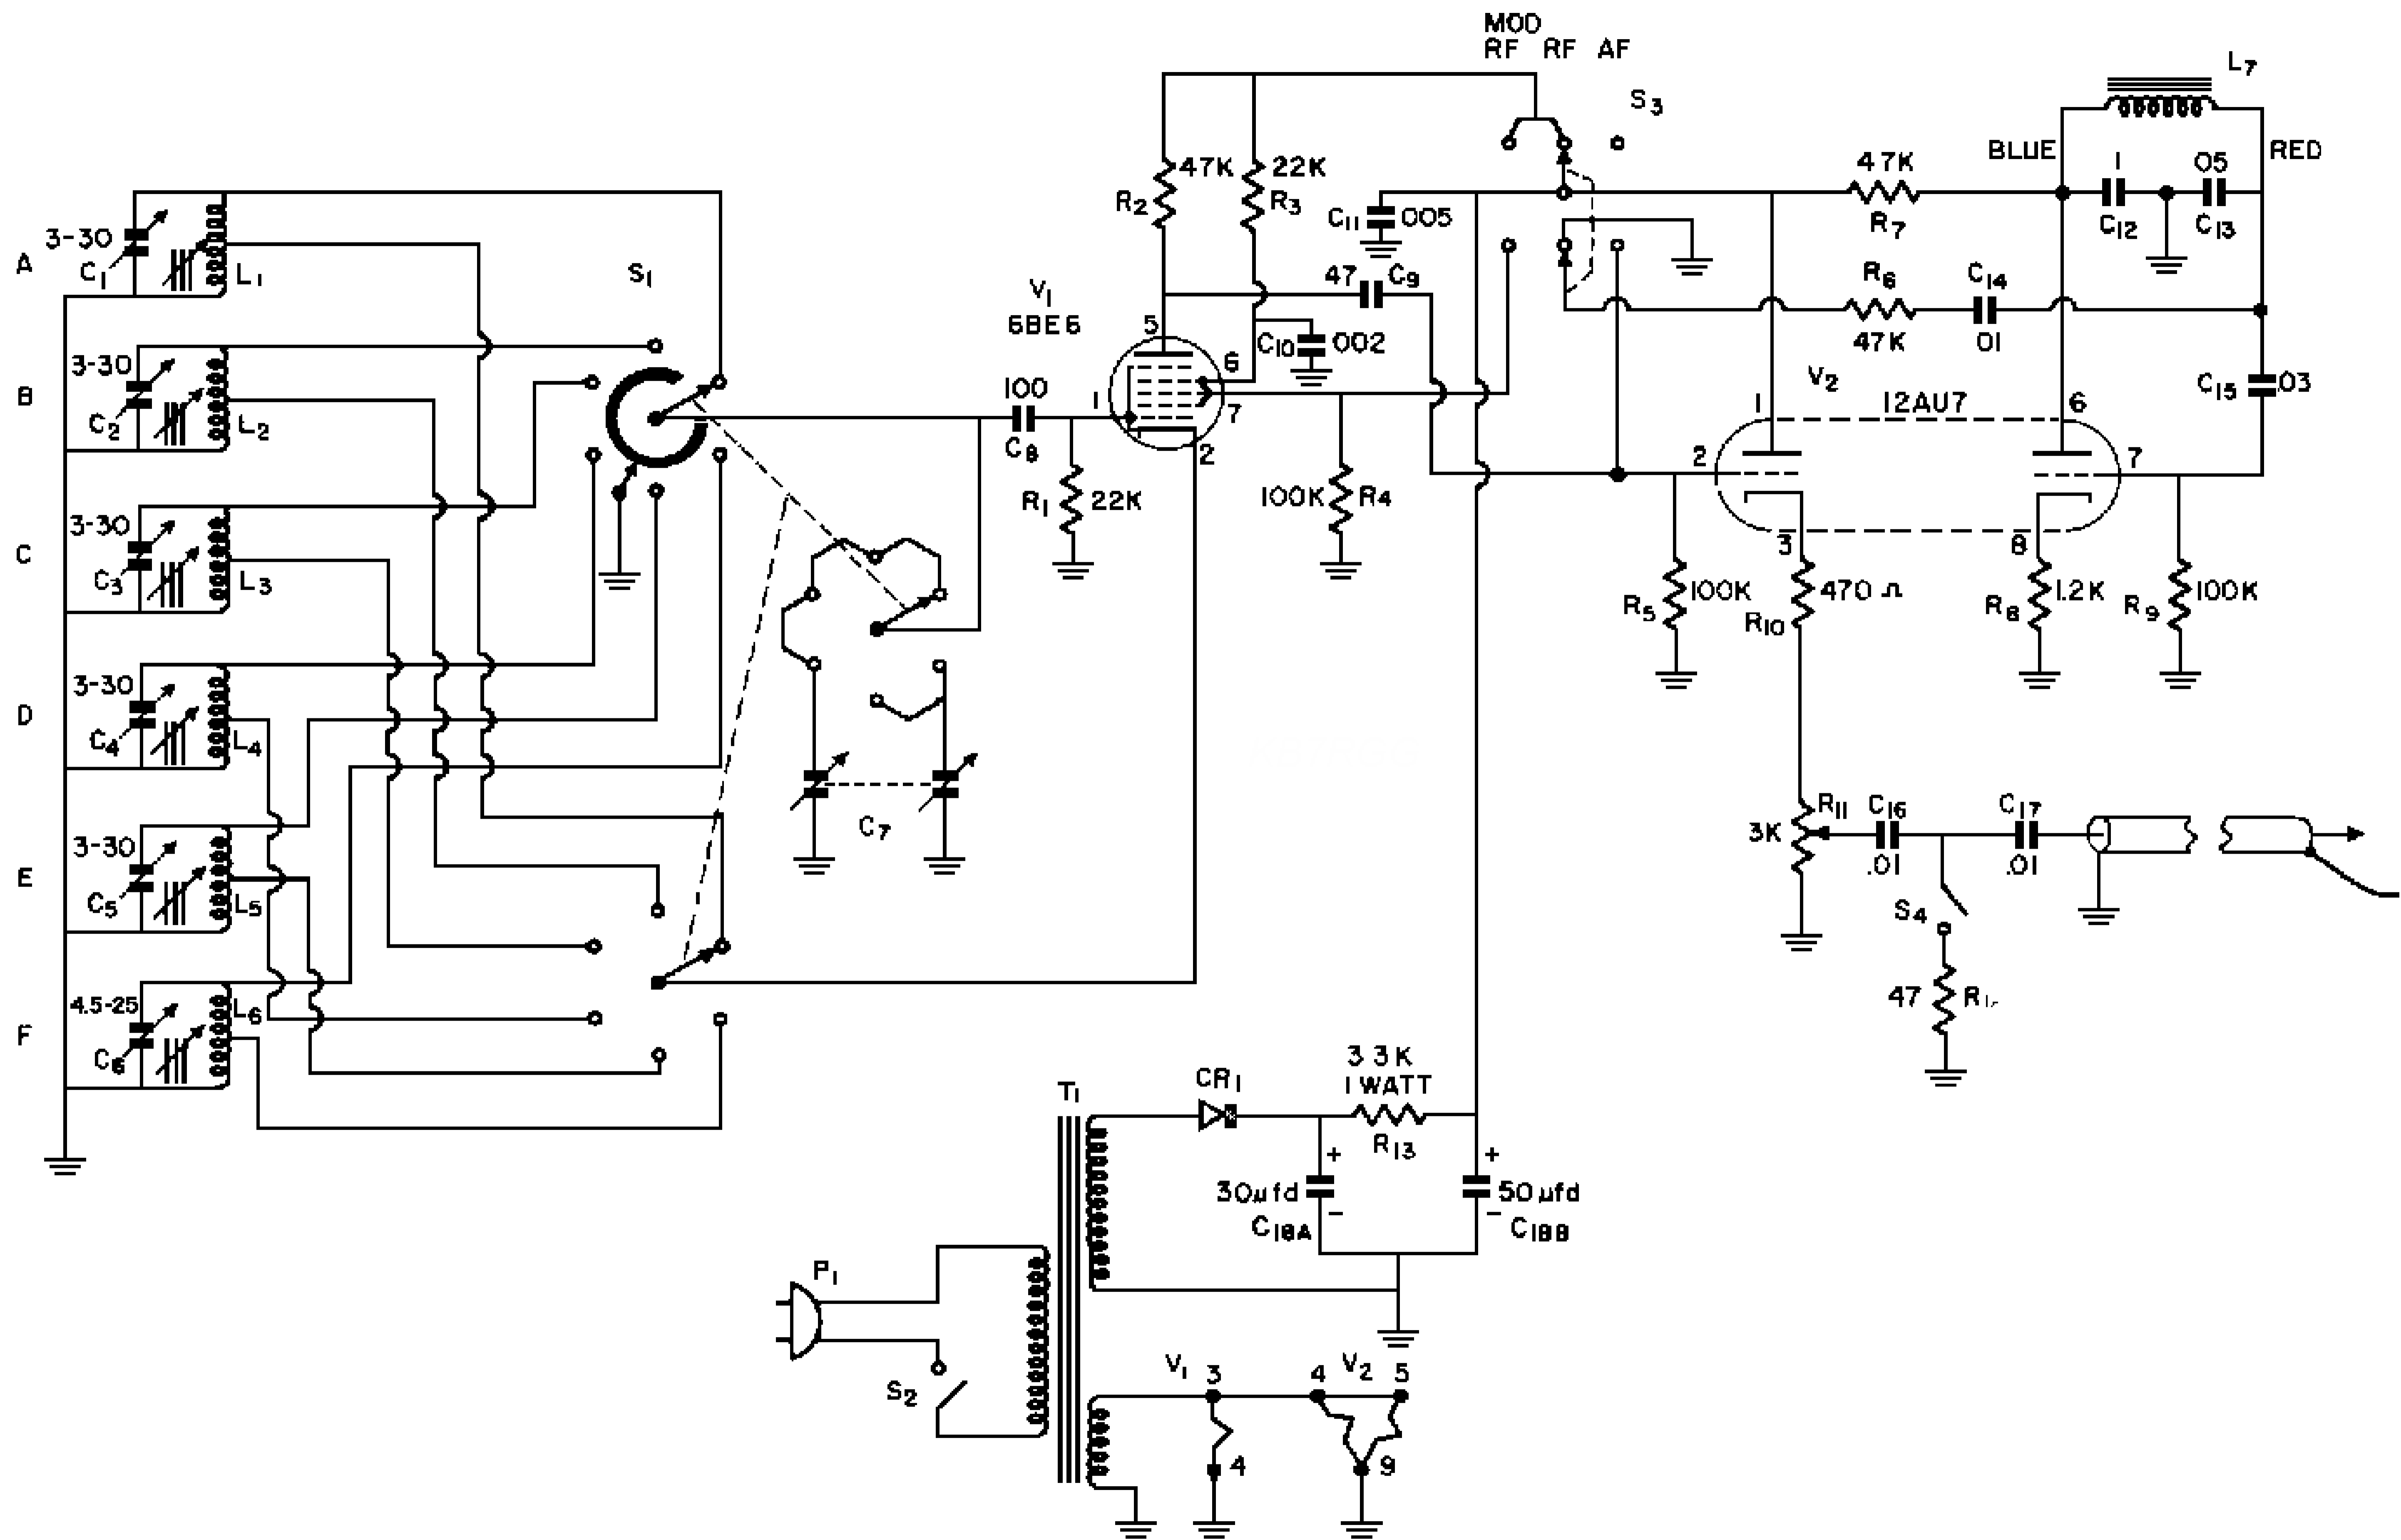 MOD
RF RF AF
S3
L7
BLUE
RED
47K
R2
22K
R3
C11
005
47K
R7
1
C12
05
C13
A
3-30
C1
L1
S1
47
C9
R6
47K
C14
01
V1
6BE6
5
6
7
1
2
C10
002
C15
.03
B
3-30
C2
L2
100
C8
V2
12AU7
1
6
2
7
3
8
R1
22K
100K
R4
C
3-30
C3
L3
R5
100K
R10
470 Ω
R8
1.2K
R9
100K
D
3-30
C4
L4
C7
R11
3K
C16
.01
C17
.01
E
3-30
C5
L5
S4
47
F
4.5-25
C6
L6
T1
CR1
3 3K
1 WATT
R13
+
30µfd
-
C18A
+
50µfd
-
C18B
P1
S2
V1
3
4
V2
5
4
9